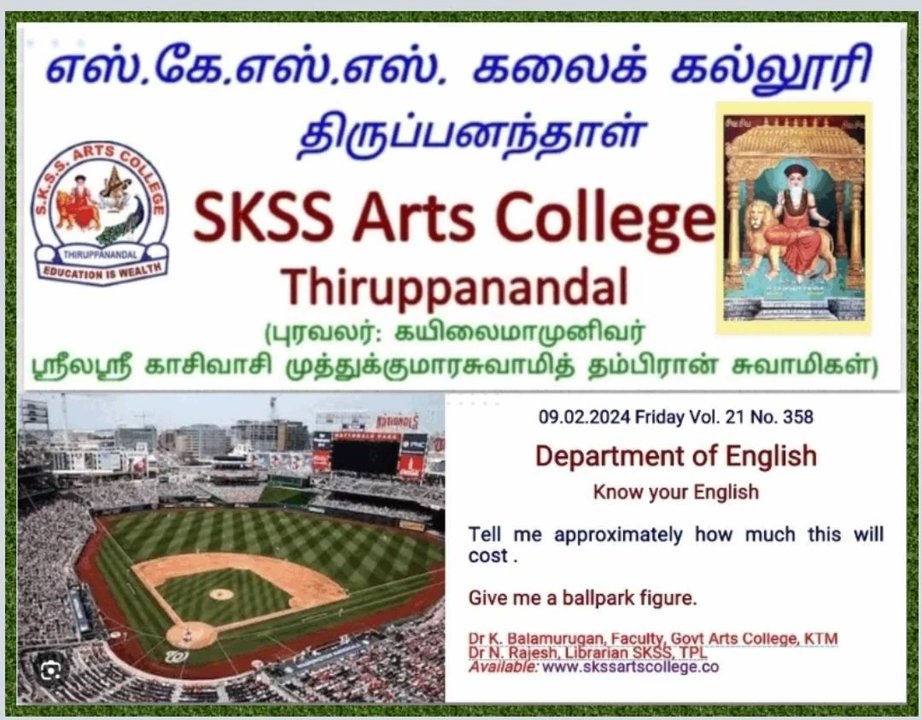 எஸ்.கே.எஸ்.எஸ். கலைக் கல்லூரி
திருப்பனந்தாள்
S.K.S.S. ARTS COLLEGE
THIRUPPANANDAL
EDUCATION IS WEALTH
SKSS Arts College
Thiruppanandal
(புரவலர்: கயிலைமாமுனிவர்
ஸ்ரீலஸ்ரீ காசிவாசி முத்துக்குமாரசுவாமித் தம்பிரான் சுவாமிகள்)
NATIONALS
NATIONALS PARK
PNC
W
09.02.2024 Friday Vol. 21 No. 358
Department of English
Know your English
Tell me approximately how much this will
cost .
Give me a ballpark figure.
Dr K. Balamurugan, Faculty, Govt Arts College, KTM
Dr N. Rajesh, Librarian SKSS, TPL
Available: www.skssartscollege.co